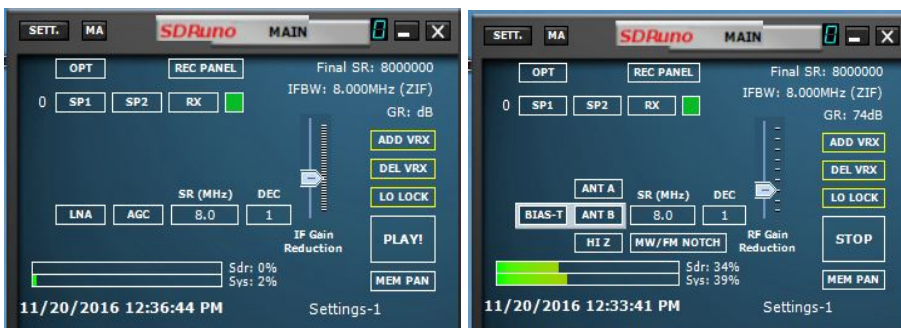 SETT. MA SDRuno MAIN 0
OPT REC PANEL Final SR: 8000000
IFBW: 8.000MHz (ZIF)
0 SP1 SP2 RX GR: dB
ADD VRX
DEL VRX
SR (MHz) DEC LO LOCK
LNA AGC 8.0 1
IF Gain
Reduction
PLAY!
Sdr: 0%
Sys: 2%
MEM PAN
11/20/2016 12:36:44 PM Settings-1
SETT. MA SDRuno MAIN 0
OPT REC PANEL Final SR: 8000000
IFBW: 8.000MHz (ZIF)
0 SP1 SP2 RX GR: 74dB
ADD VRX
DEL VRX
ANT A SR (MHz) DEC LO LOCK
BIAS-T ANT B 8.0 1
HI Z MW/FM NOTCH
RF Gain
Reduction
STOP
Sdr: 34%
Sys: 39%
MEM PAN
11/20/2016 12:33:41 PM Settings-1